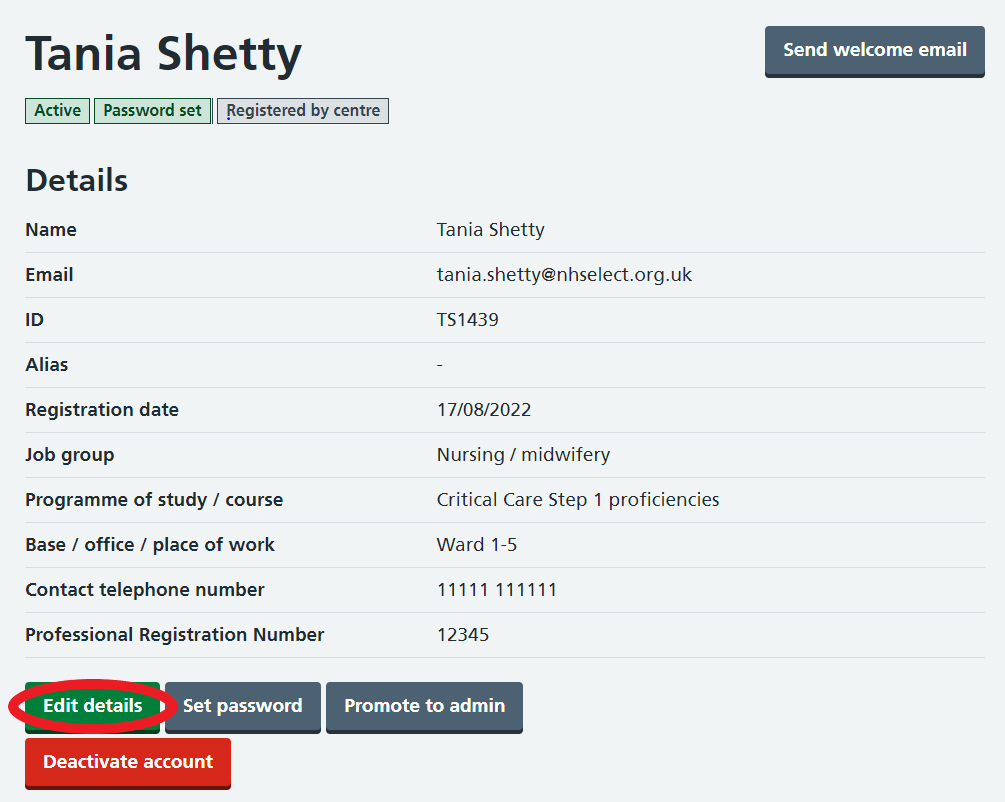 Tania Shetty
Send welcome email
Active Password set Registered by centre
Details
Name Tania Shetty
Email tania.shetty@nhselect.org.uk
ID TS1439
Alias -
Registration date 17/08/2022
Job group Nursing / midwifery
Programme of study / course Critical Care Step 1 proficiencies
Base / office / place of work Ward 1-5
Contact telephone number 11111 111111
Professional Registration Number 12345
Edit details Set password Promote to admin
Deactivate account